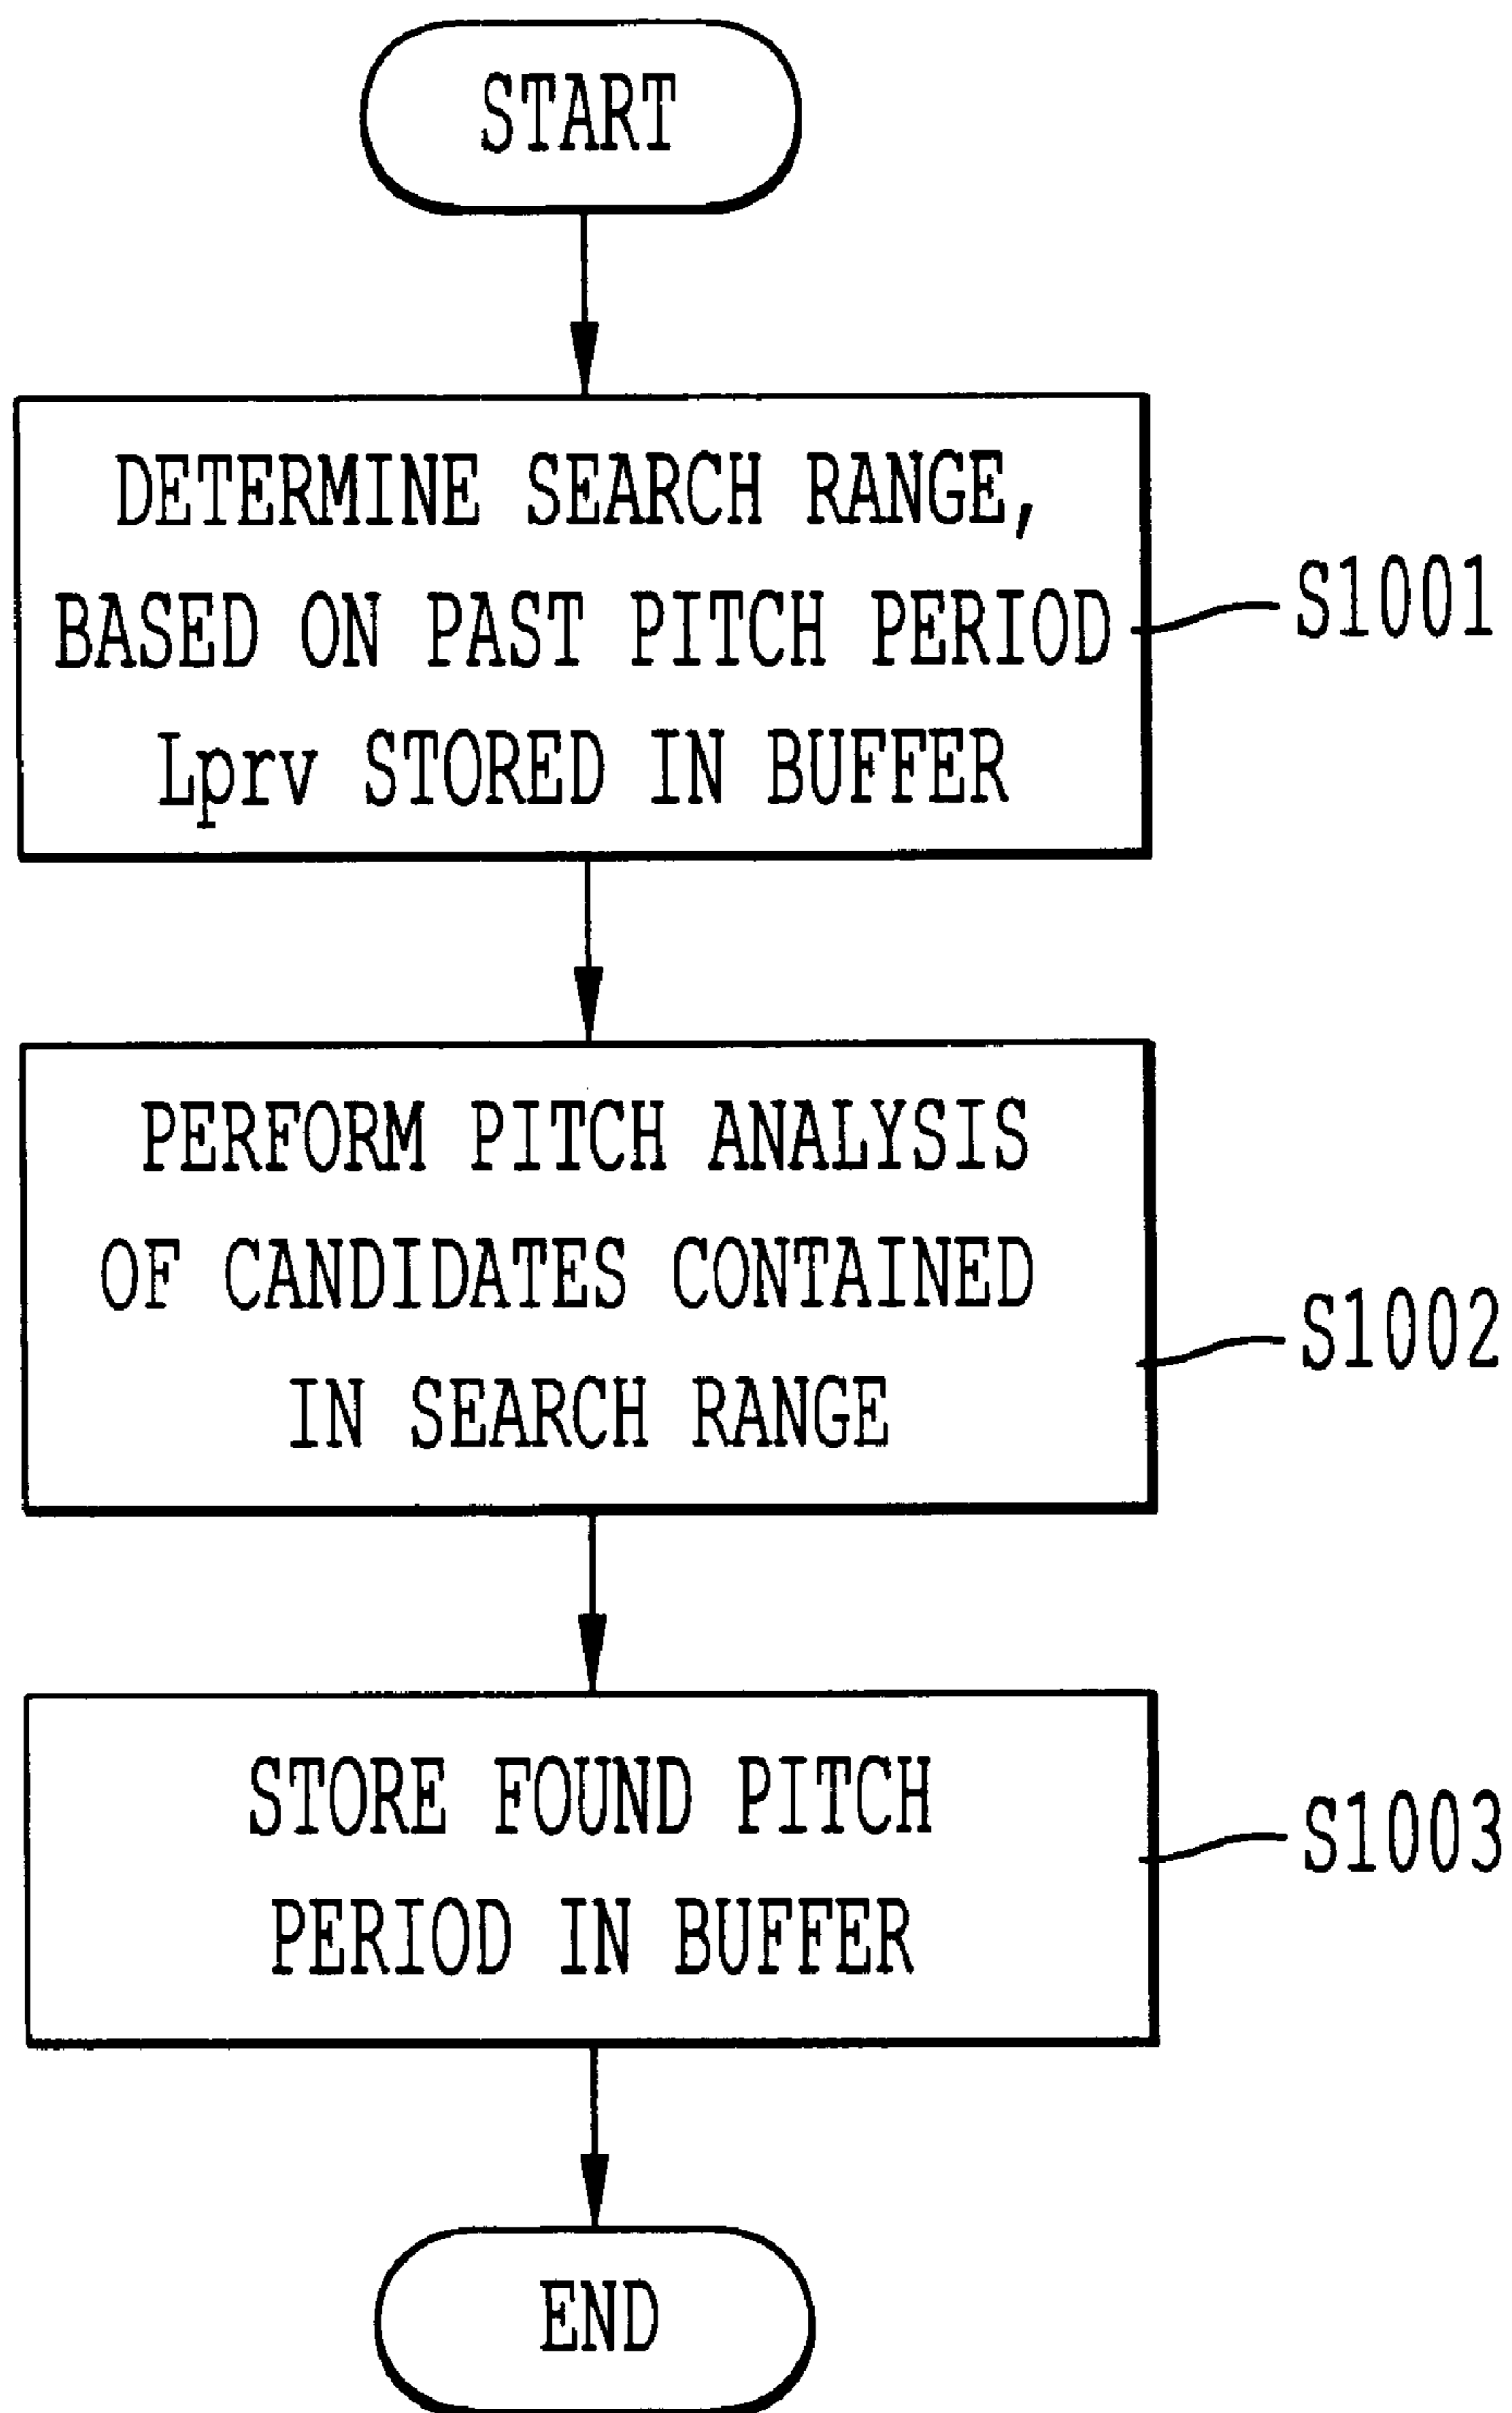 START
DETERMINE SEARCH RANGE,
BASED ON PAST PITCH PERIOD
Lprv STORED IN BUFFER
S1001
PERFORM PITCH ANALYSIS
OF CANDIDATES CONTAINED
IN SEARCH RANGE
S1002
STORE FOUND PITCH
PERIOD IN BUFFER
S1003
END